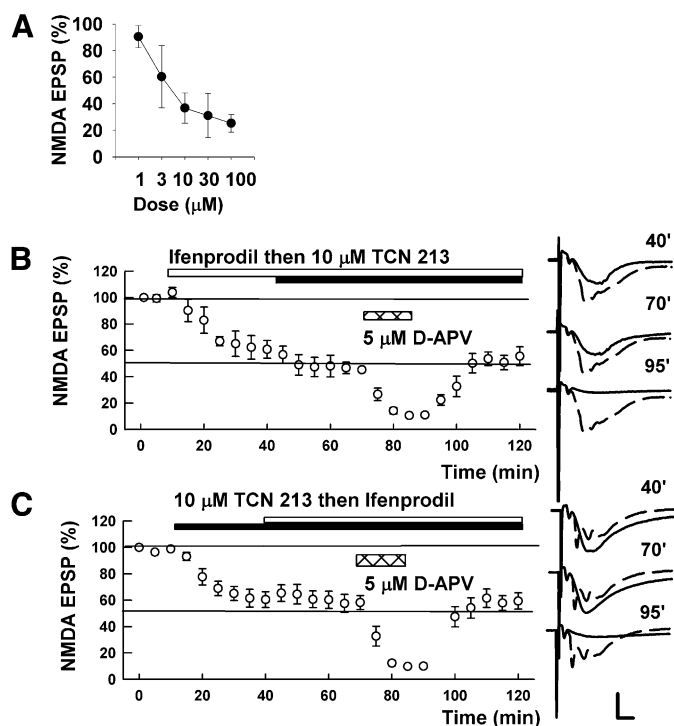 A
NMDA EPSP (%)
100
80
60
40
20
0
1 3 10 30 100
Dose (μM)
B
Ifenprodil then 10 μM TCN 213
NMDA EPSP (%)
120
100
80
60
40
20
0
5 μM D-APV
0 20 40 60 80 100 120
Time (min)
40'
70'
95'
C
10 μM TCN 213 then Ifenprodil
NMDA EPSP (%)
120
100
80
60
40
20
0
5 μM D-APV
0 20 40 60 80 100 120
Time (min)
40'
70'
95'